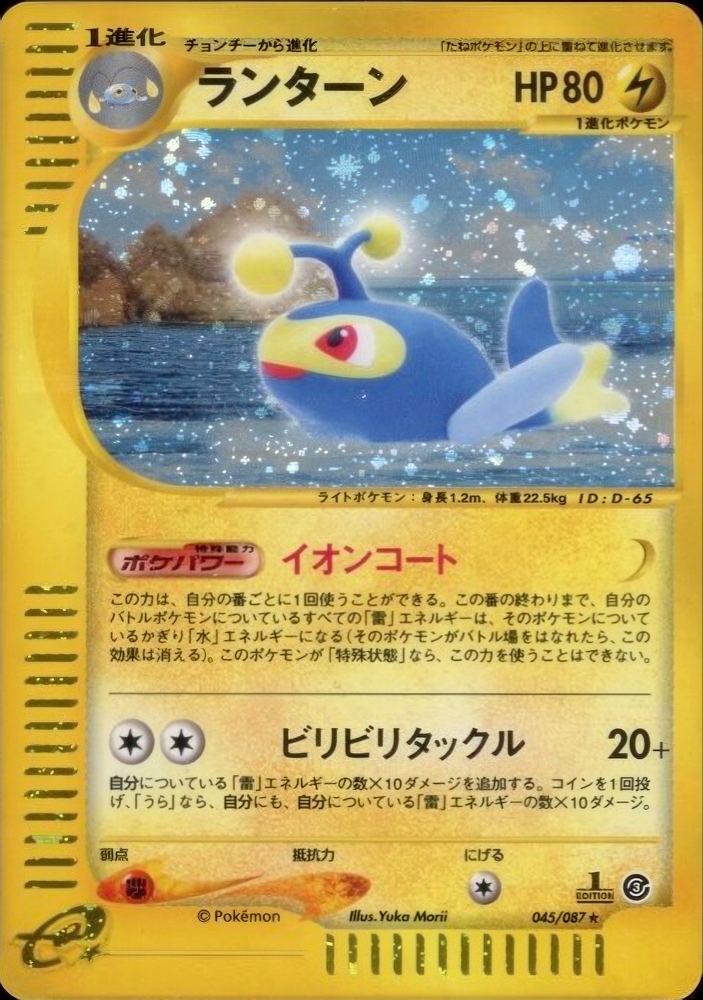 1進化 チョンチーから進化 「たねポケモン」の上に重ねて進化させます。
ランターン HP80
1進化ポケモン
ライトポケモン：身長1.2m、体重22.5kg ID:D-65
特殊能力
ポケパワー イオンコート
この力は、自分の番ごとに1回使うことができる。この番の終わりまで、自分の
バトルポケモンについているすべての「雷」エネルギーは、そのポケモンについて
いるかぎり「水」エネルギーになる（そのポケモンがバトル場をはなれたら、この
効果は消える）。このポケモンが「特殊状態」なら、この力を使うことはできない。
ビリビリタックル 20+
自分についている「雷」エネルギーの数×10ダメージを追加する。コインを1回投
げ、「うら」なら、自分にも、自分についている「雷」エネルギーの数×10ダメージ。
弱点 抵抗力 にげる
1
EDITION 3
© Pokémon Illus.Yuka Morii 045/087★
e